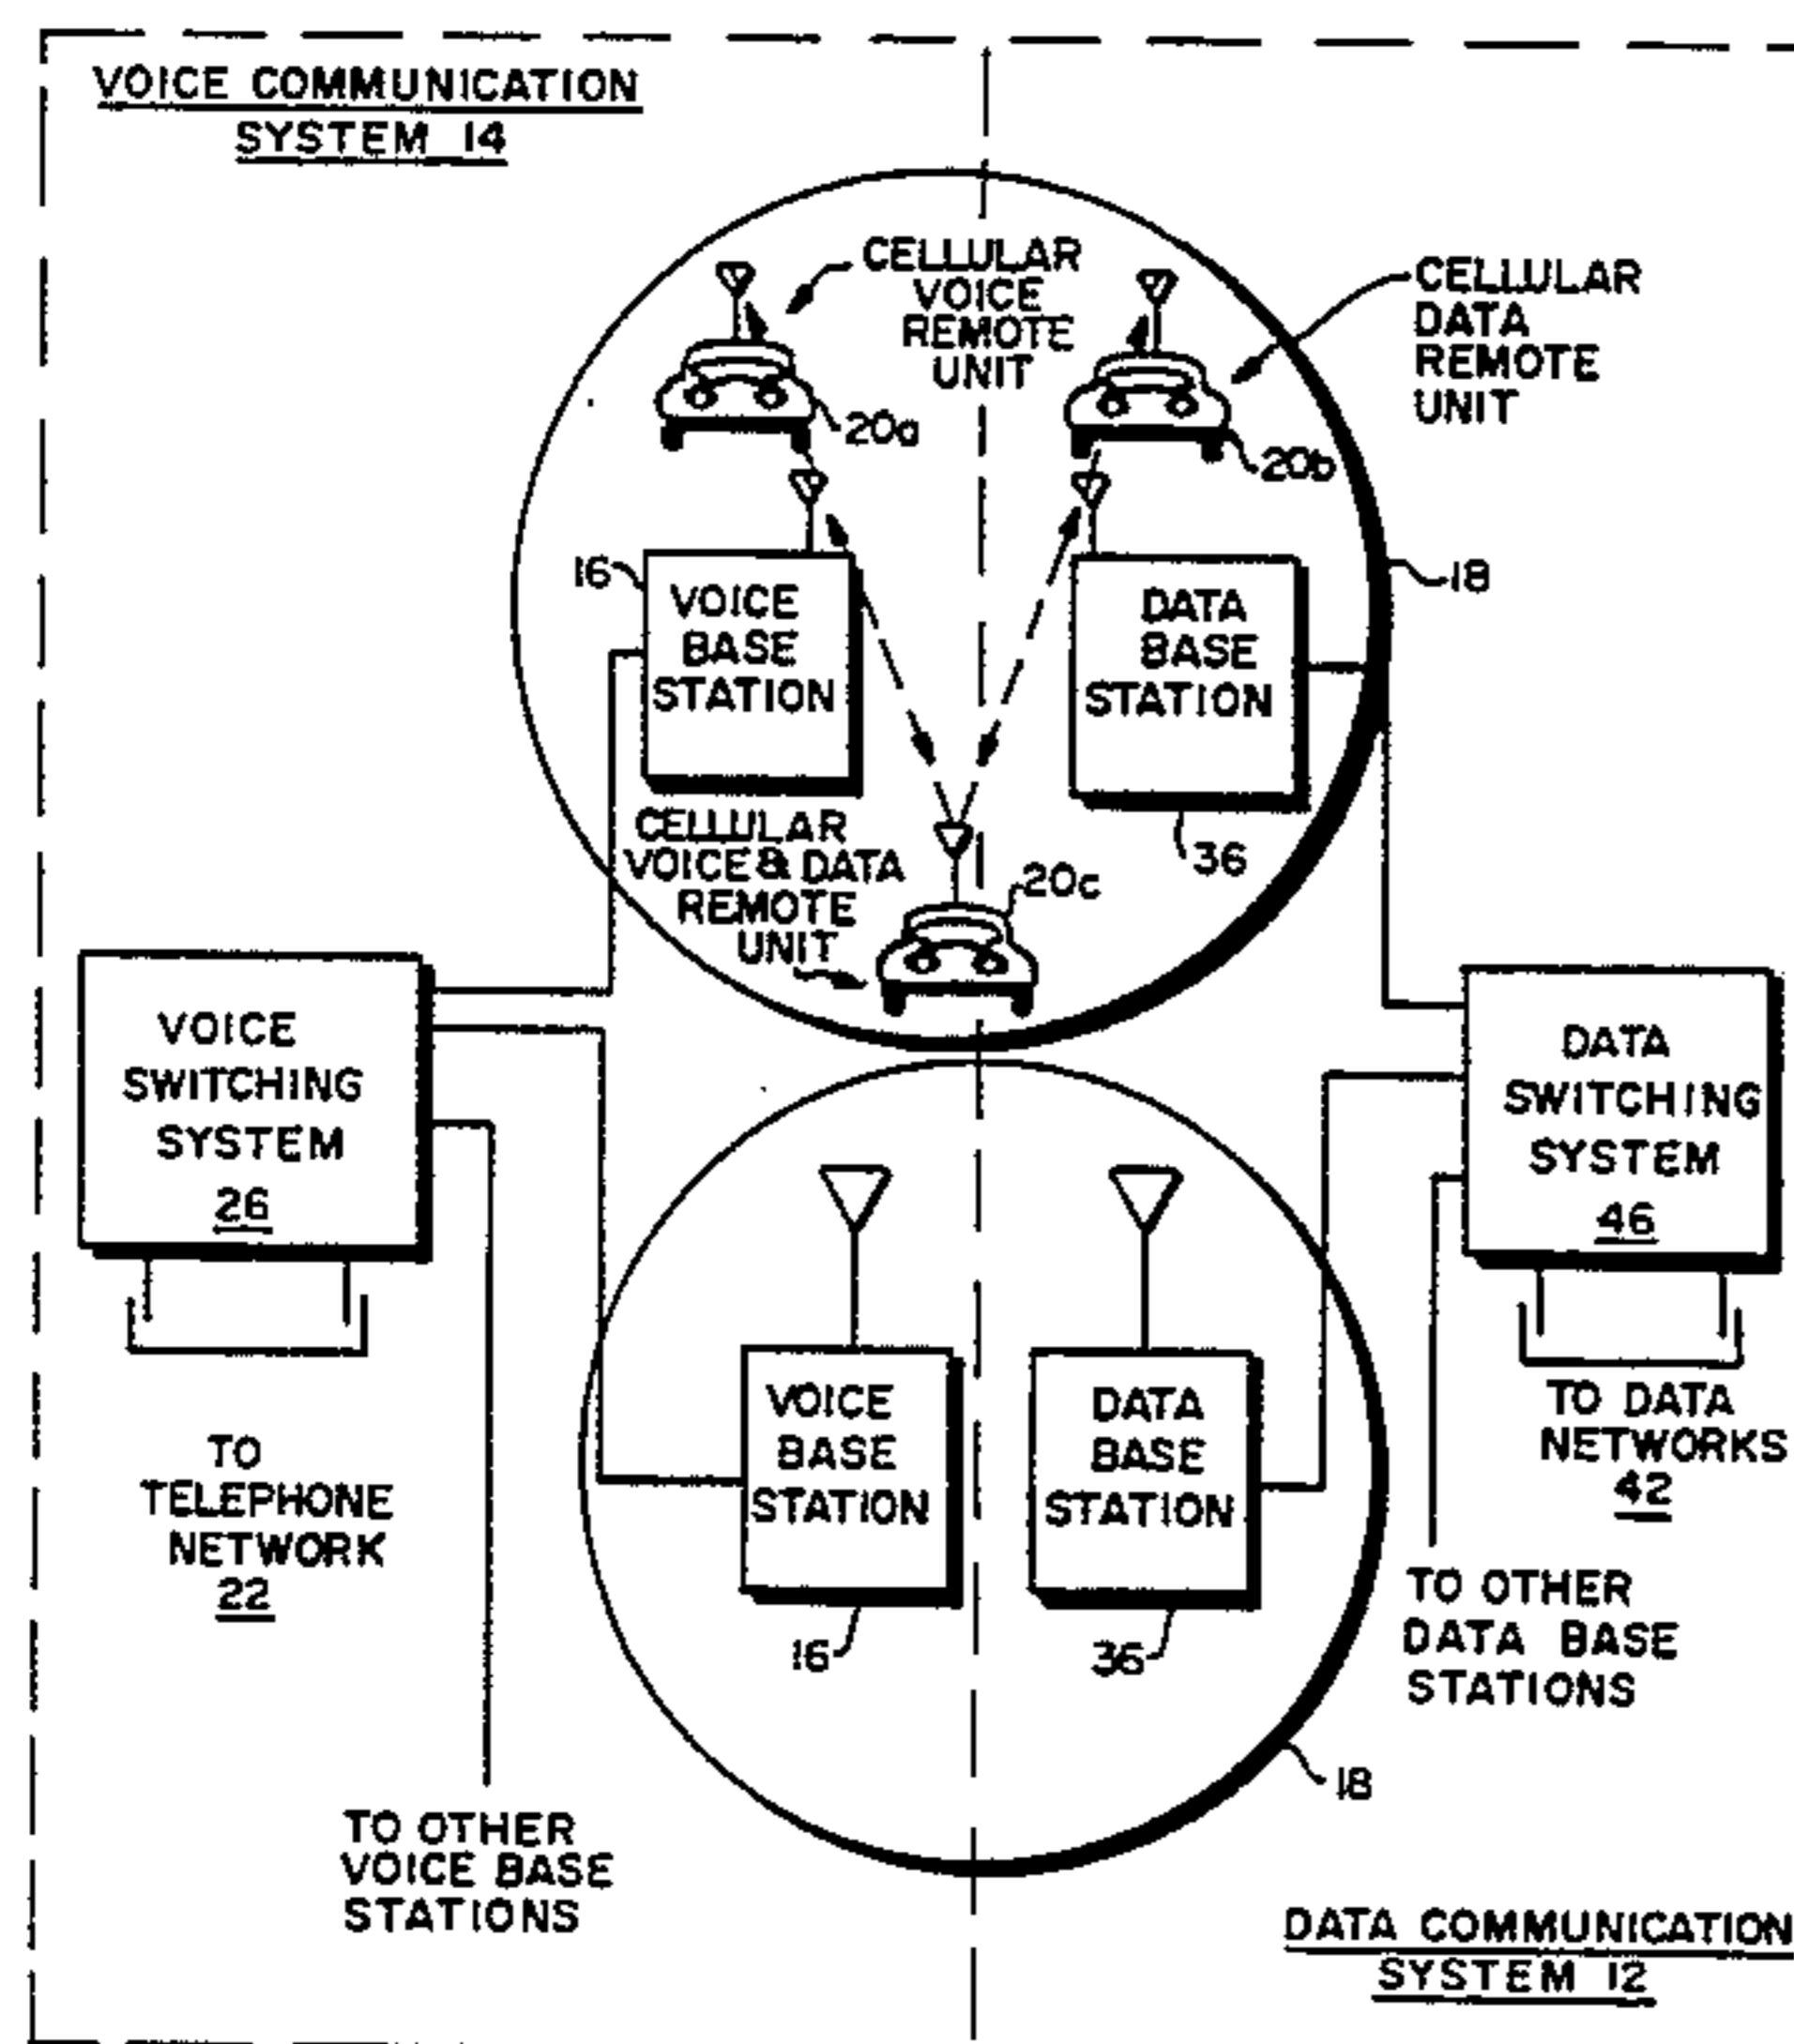 VOICE COMMUNICATION
SYSTEM 14
CELLULAR
VOICE
REMOTE
UNIT
CELLULAR
DATA
REMOTE
UNIT
20a
20b
16
VOICE
BASE
STATION
DATA
BASE
STATION
18
36
CELLULAR
VOICE & DATA
REMOTE
UNIT
20c
VOICE
SWITCHING
SYSTEM
26
DATA
SWITCHING
SYSTEM
46
TO
TELEPHONE
NETWORK
22
VOICE
BASE
STATION
16
DATA
BASE
STATION
36
TO DATA
NETWORKS
42
TO OTHER
DATA BASE
STATIONS
18
TO OTHER
VOICE BASE
STATIONS
DATA COMMUNICATION
SYSTEM 12